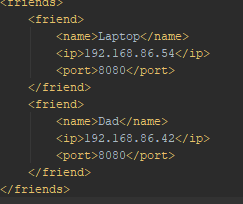 <friends>
<friend>
<name>Laptop</name>
<ip>192.168.86.54</ip>
<port>8080</port>
</friend>
<friend>
<name>Dad</name>
<ip>192.168.86.42</ip>
<port>8080</port>
</friend>
</friends>